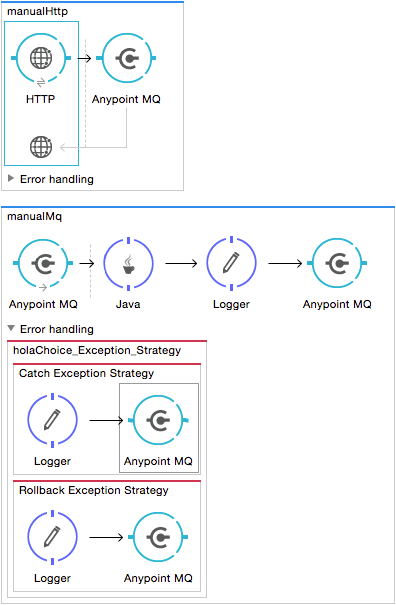 manualHttp
HTTP
Anypoint MQ
Error handling
manualMq
Anypoint MQ
Java
Logger
Anypoint MQ
Error handling
holaChoice_Exception_Strategy
Catch Exception Strategy
Logger
Anypoint MQ
Rollback Exception Strategy
Logger
Anypoint MQ